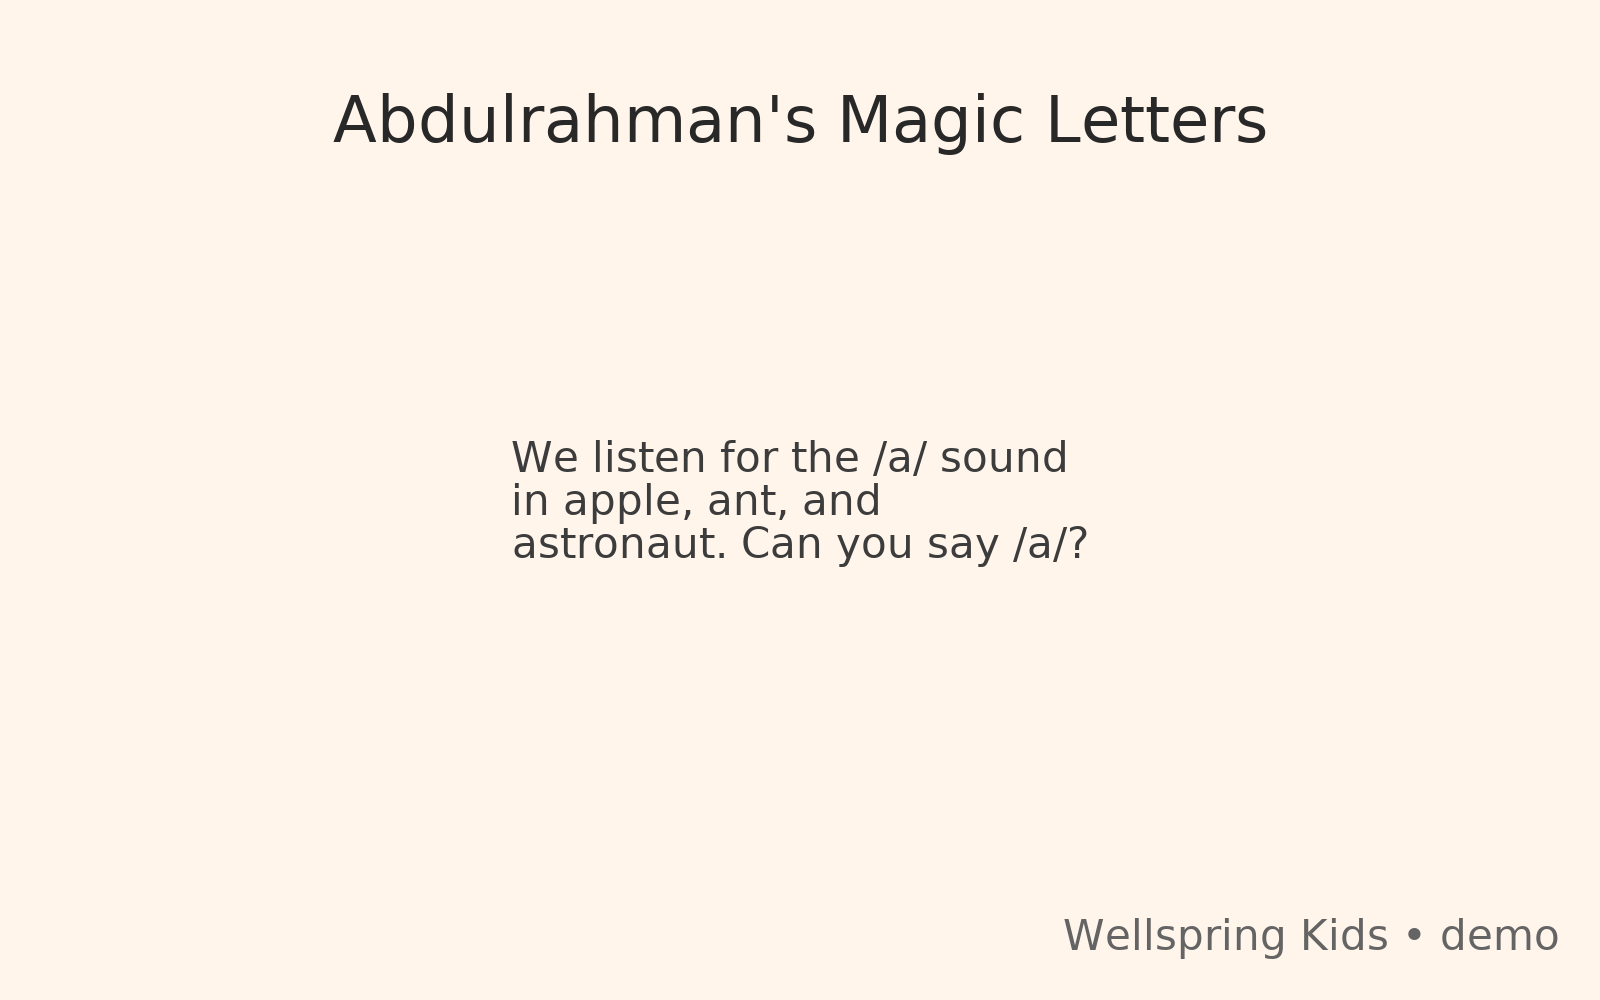 Abdulrahman's Magic Letters
We listen for the /a/ sound
in apple, ant, and
astronaut. Can you say /a/?
Wellspring Kids • demo